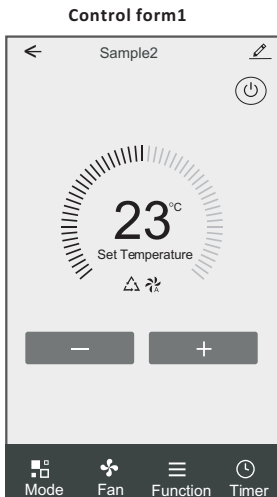 Control form1
Sample2
23°C
Set Temperature
A
— +
Mode Fan Function Timer